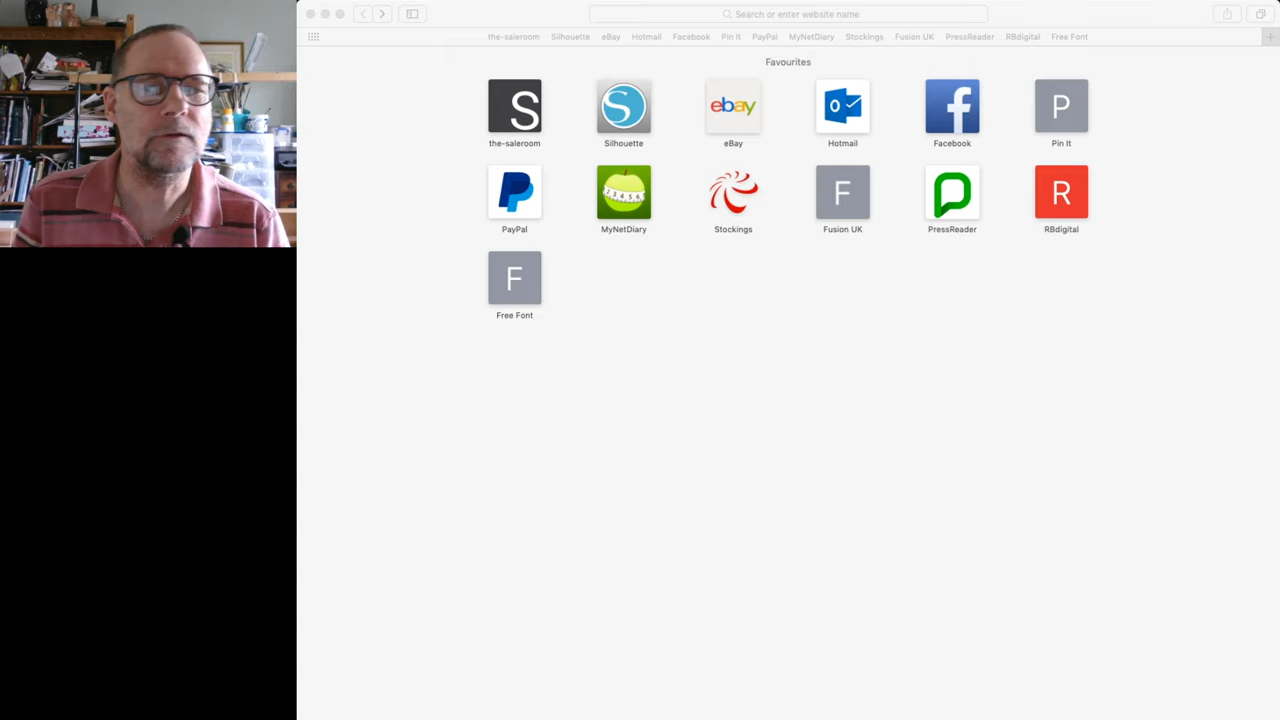 Search or enter website name
the-saleroom Silhouette eBay Hotmail Facebook Pin It PayPal MyNetDiary Stockings Fusion UK PressReader RBdigital Free Font
Favourites
S S ebay O f P
the-saleroom Silhouette eBay Hotmail Facebook Pin It
P F R
PayPal MyNetDiary Stockings Fusion UK PressReader RBdigital
F
Free Font